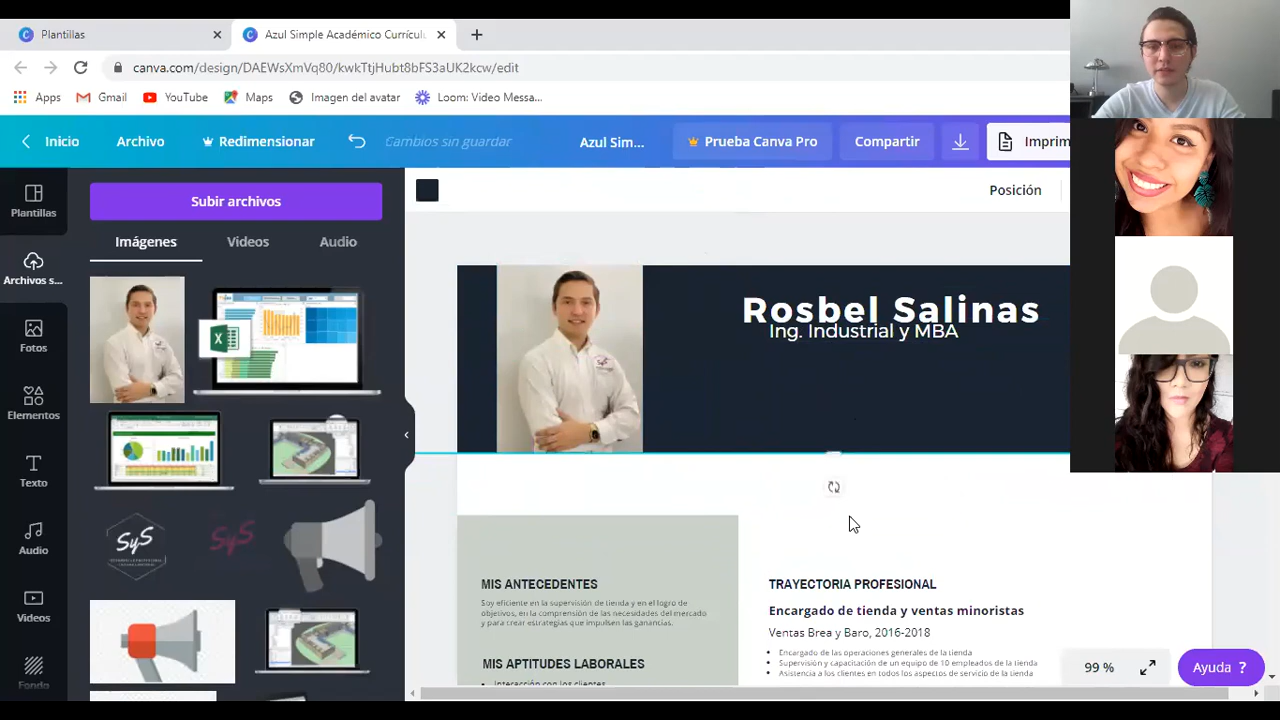 Plantillas
Azul Simple Académico Currículu
canva.com/design/DAEWsXmVq80/kwkTtjHubt8bFS3aUK2kcw/edit
Apps Gmail YouTube Maps Imagen del avatar Loom: Video Messa...
Inicio Archivo Redimensionar Cambios sin guardar Azul Sim... Prueba Canva Pro Compartir Imprim
Plantillas
Archivos s...
Fotos
Elementos
Texto
Audio
Videos
Fondo
Subir archivos
Imágenes Videos Audio
SyS
SyS
Posición
Rosbel Salinas
Ing. Industrial y MBA
MIS ANTECEDENTES
Soy eficiente en la supervisión de tienda y en el logro de
objetivos, en la comprensión de las necesidades del mercado
y para crear estrategias que impulsen las ganancias.
MIS APTITUDES LABORALES
Interacción con los clientes
TRAYECTORIA PROFESIONAL
Encargado de tienda y ventas minoristas
Ventas Brea y Baro, 2016-2018
Encargado de las operaciones generales de la tienda
Supervisión y capacitación de un equipo de 10 empleados de la tienda
Asistencia a los clientes en todos los aspectos de servicio de la tienda
99 %
Ayuda ?